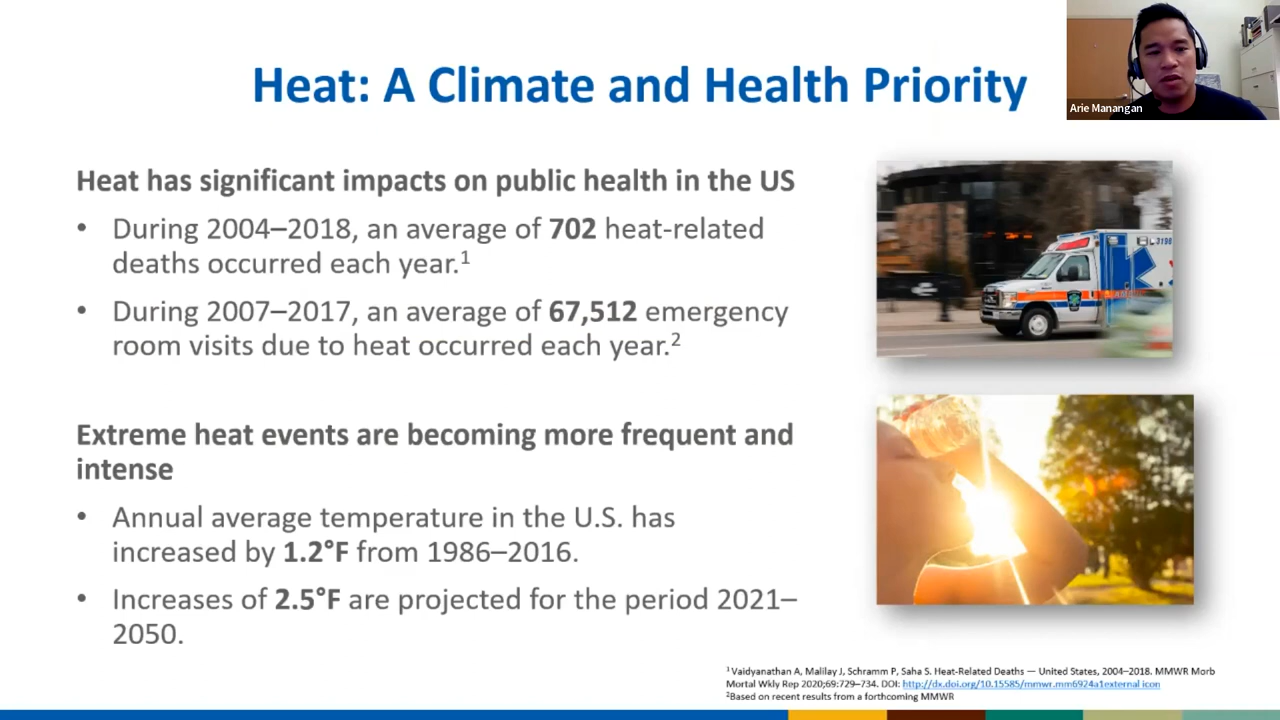 Heat: A Climate and Health Priority
Arie Manangan
Heat has significant impacts on public health in the US
• During 2004–2018, an average of 702 heat-related
deaths occurred each year.1
• During 2007–2017, an average of 67,512 emergency
room visits due to heat occurred each year.2
Extreme heat events are becoming more frequent and
intense
• Annual average temperature in the U.S. has
increased by 1.2°F from 1986–2016.
• Increases of 2.5°F are projected for the period 2021–
2050.
3198
1 Vaidyanathan A, Malilay J, Schramm P, Saha S. Heat-Related Deaths — United States, 2004–2018. MMWR Morb
Mortal Wkly Rep 2020;69:729–734. DOI: http://dx.doi.org/10.15585/mmwr.mm6924a1external icon
2Based on recent results from a forthcoming MMWR